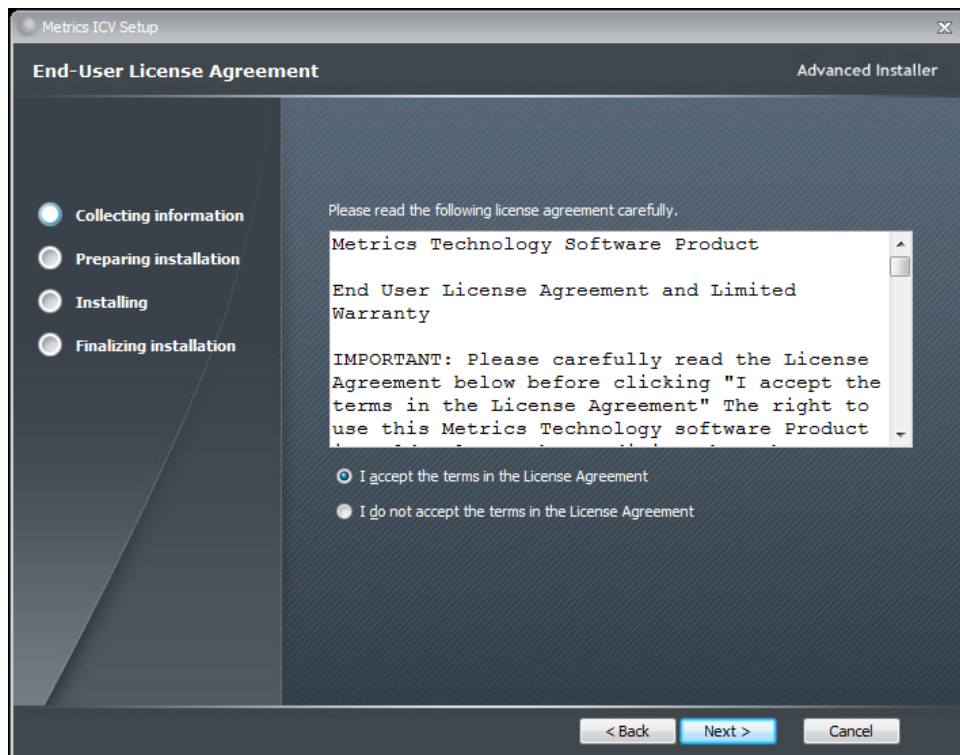 Metrics ICV Setup
End-User License Agreement
Advanced Installer
Collecting information
Preparing installation
Installing
Finalizing installation
Please read the following license agreement carefully.
Metrics Technology Software Product
End User License Agreement and Limited
Warranty
IMPORTANT: Please carefully read the License
Agreement below before clicking "I accept the
terms in the License Agreement" The right to
use this Metrics Technology software Product
I accept the terms in the License Agreement
I do not accept the terms in the License Agreement
< Back
Next >
Cancel